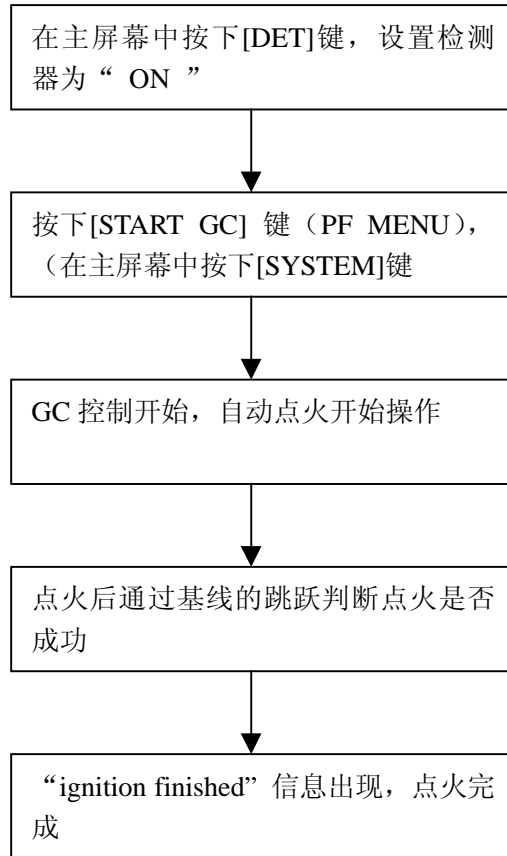 在主屏幕中按下[DET]键，设置检测
器为“ ON ”
按下[START GC] 键（PF MENU），
（在主屏幕中按下[SYSTEM]键
GC 控制开始，自动点火开始操作
点火后通过基线的跳跃判断点火是否
成功
“ignition finished”信息出现，点火完
成